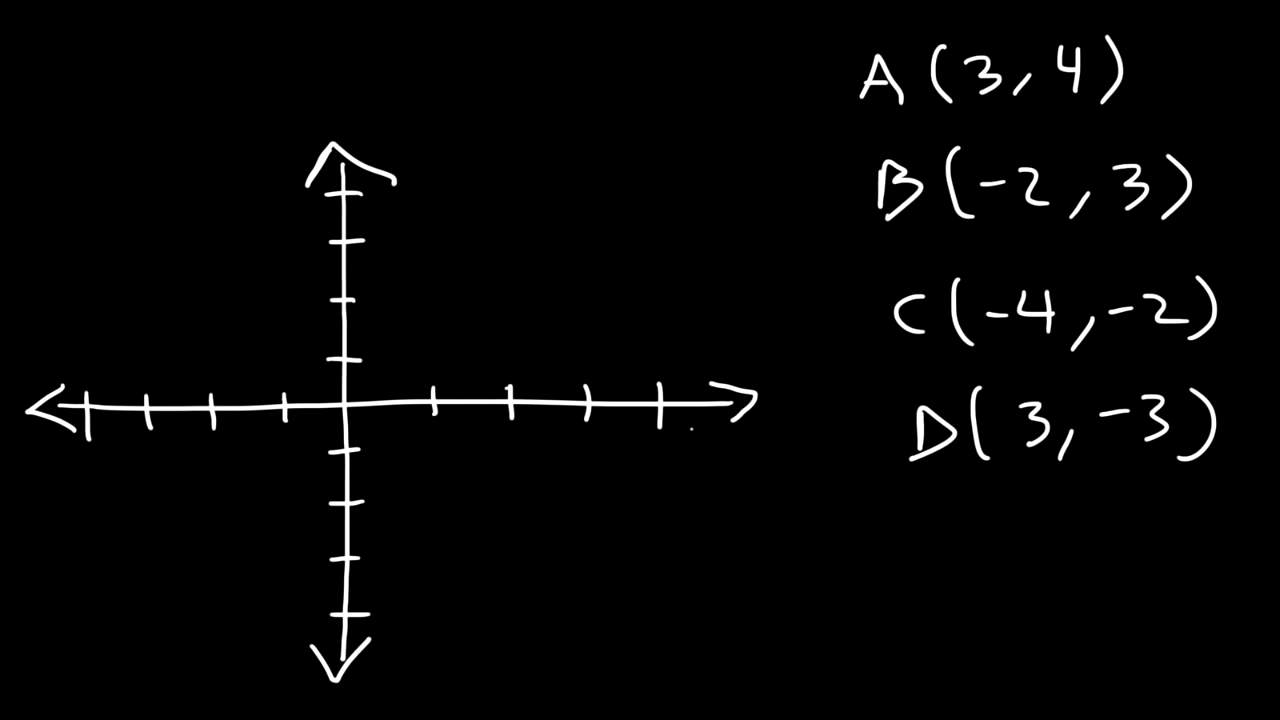 A (3, 4)
B (-2, 3)
C (-4, -2)
D (3, -3)